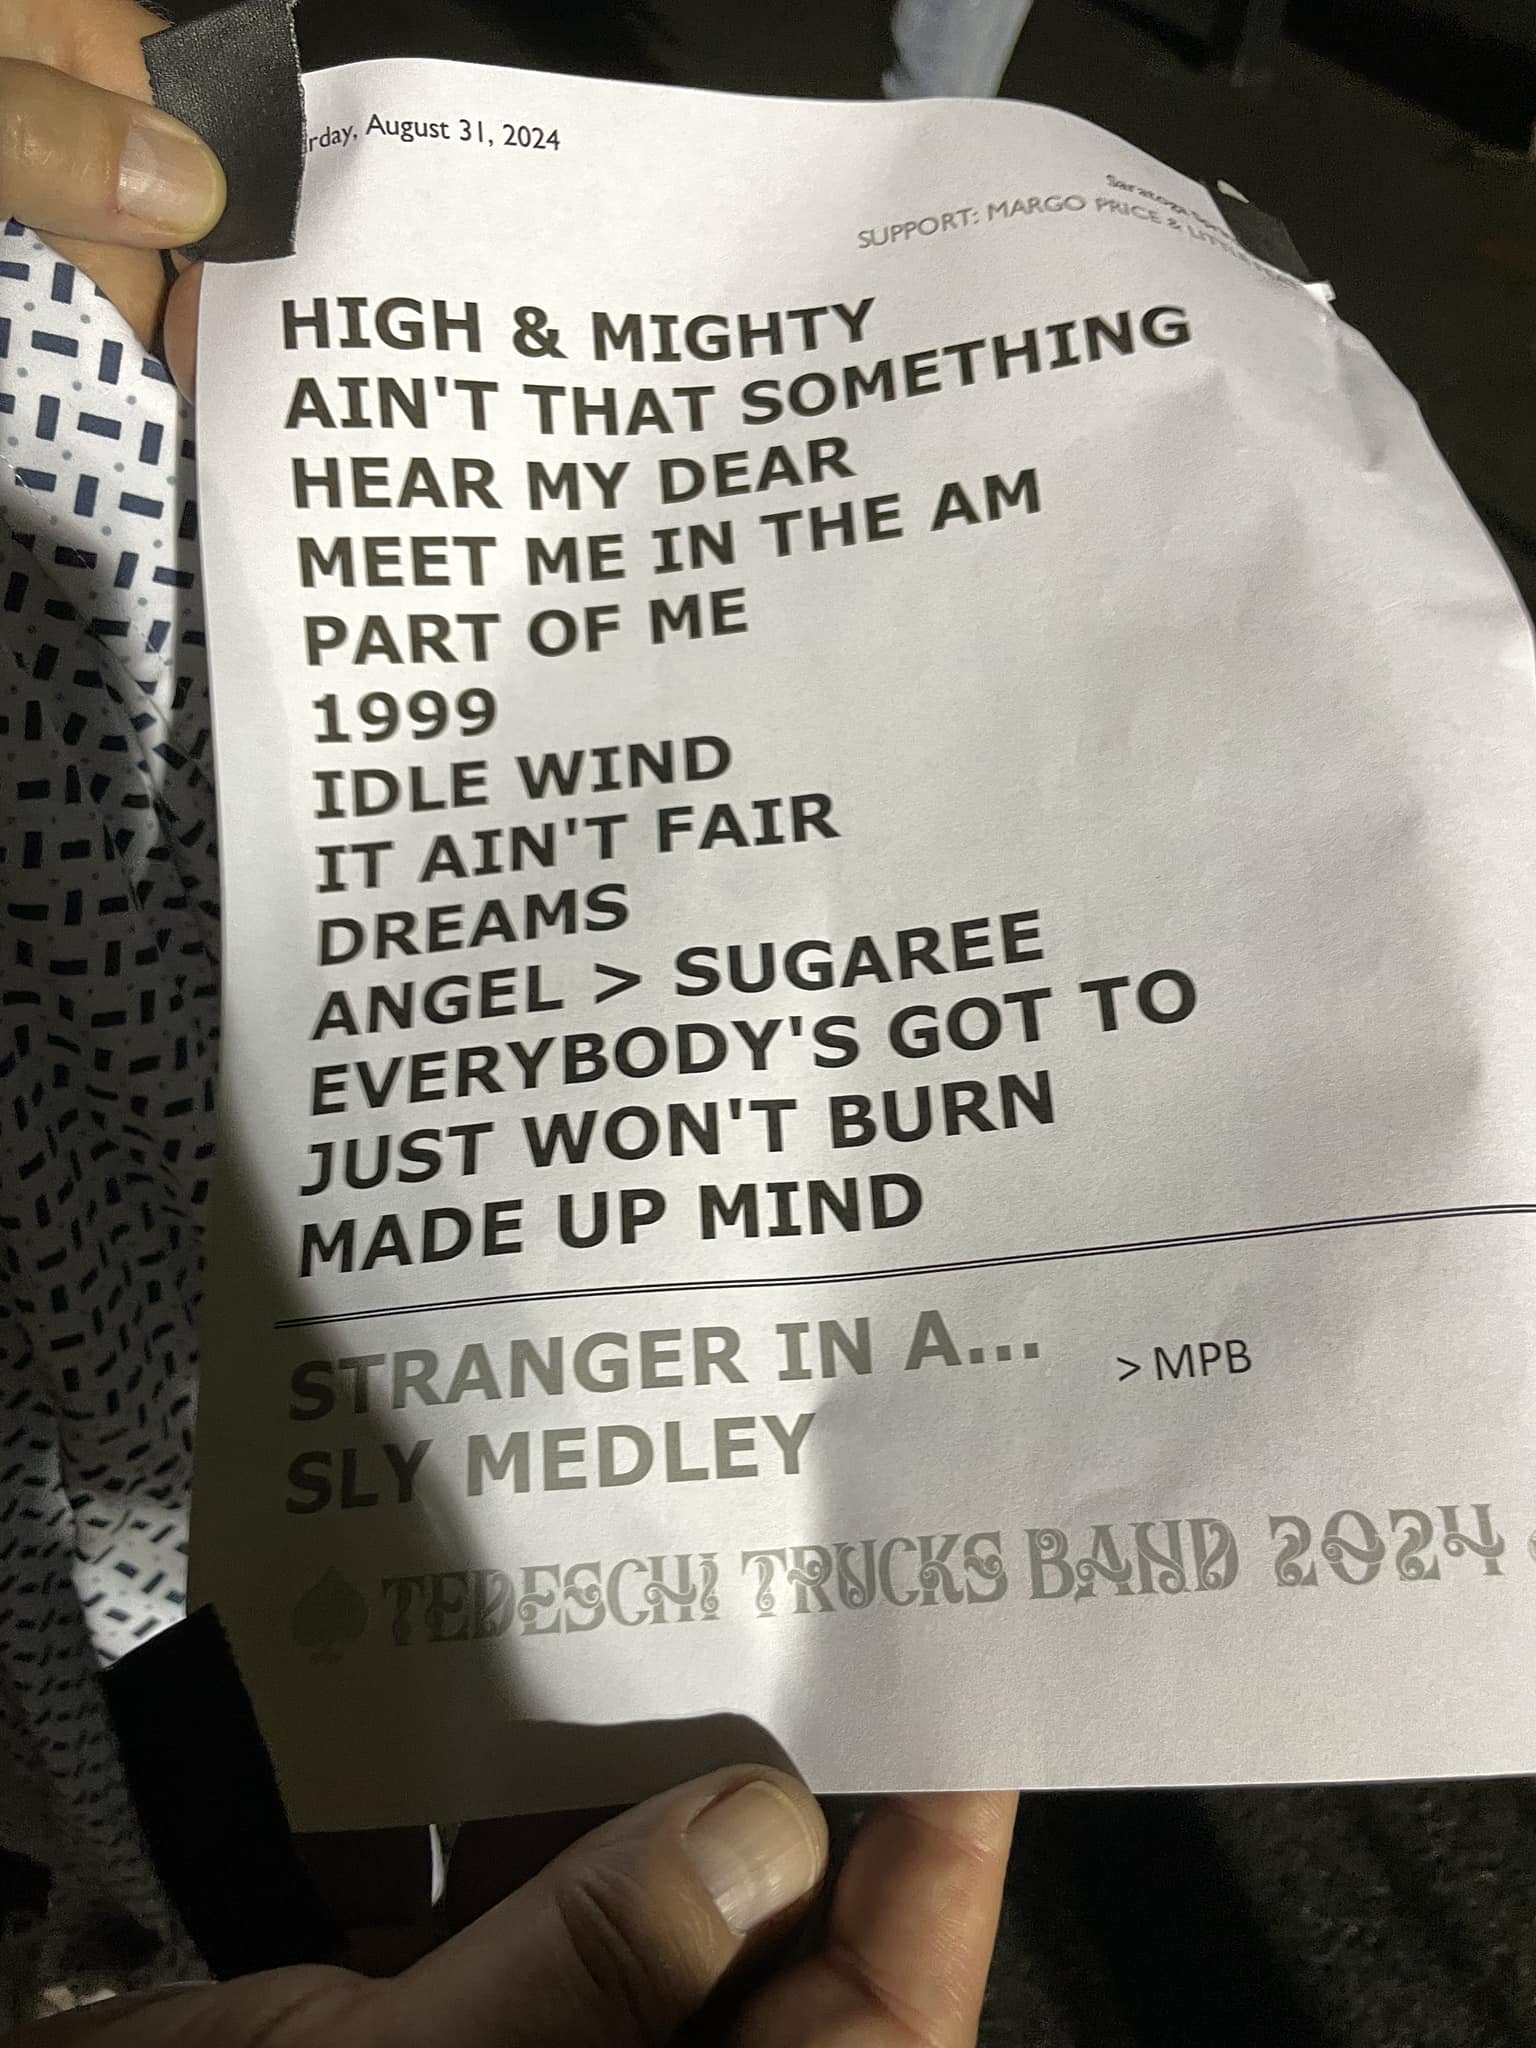 rday, August 31, 2024
Saratoga
SUPPORT: MARGO PRICE & LITTLE
HIGH & MIGHTY
AIN'T THAT SOMETHING
HEAR MY DEAR
MEET ME IN THE AM
PART OF ME
1999
IDLE WIND
IT AIN'T FAIR
DREAMS
ANGEL > SUGAREE
EVERYBODY'S GOT TO
JUST WON'T BURN
MADE UP MIND
STRANGER IN A... > MPB
SLY MEDLEY
TEDESCHI TRUCKS BAND 2024